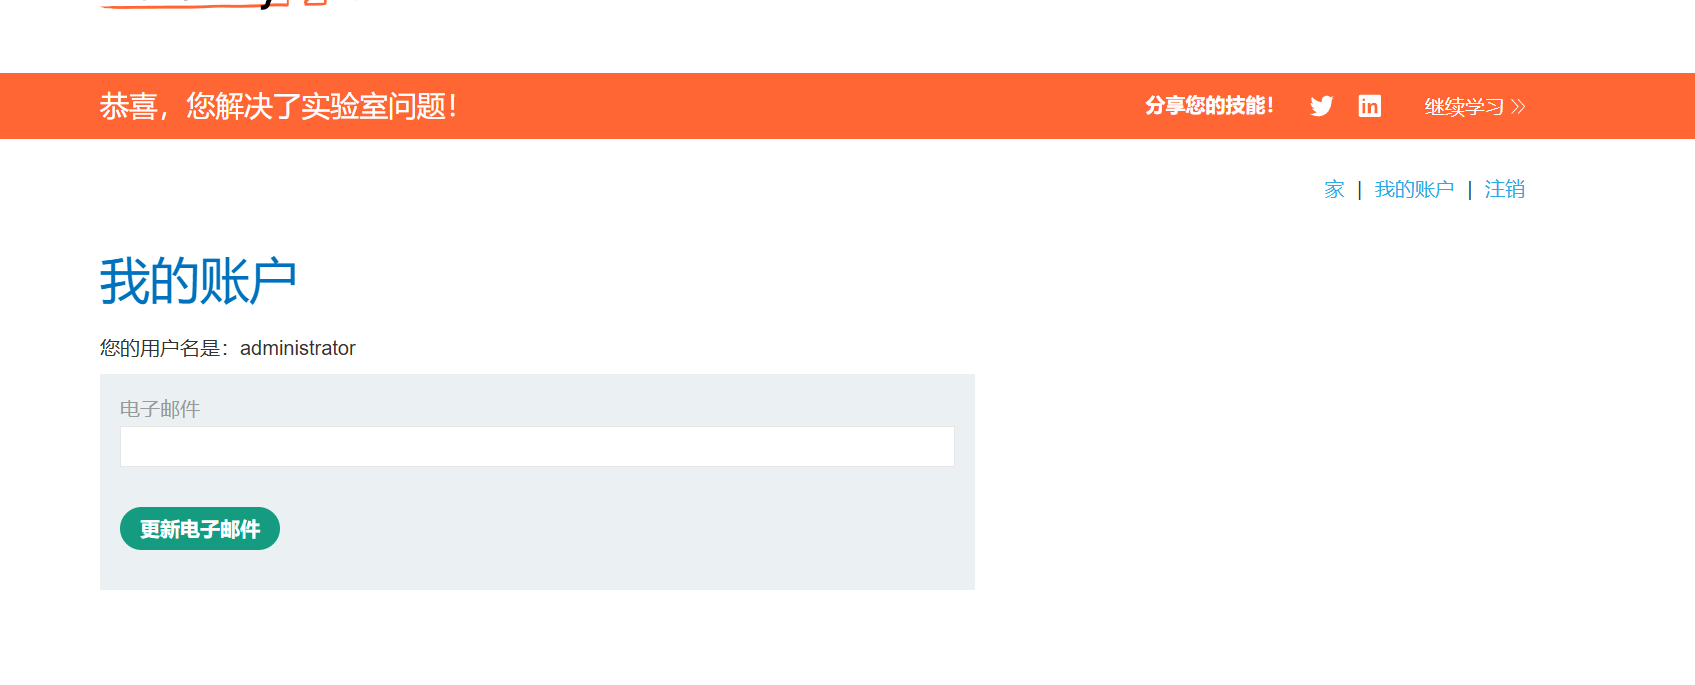 恭喜，您解决了实验室问题！
分享您的技能！
继续学习 »
家 | 我的账户 | 注销
我的账户
您的用户名是：administrator
电子邮件
更新电子邮件